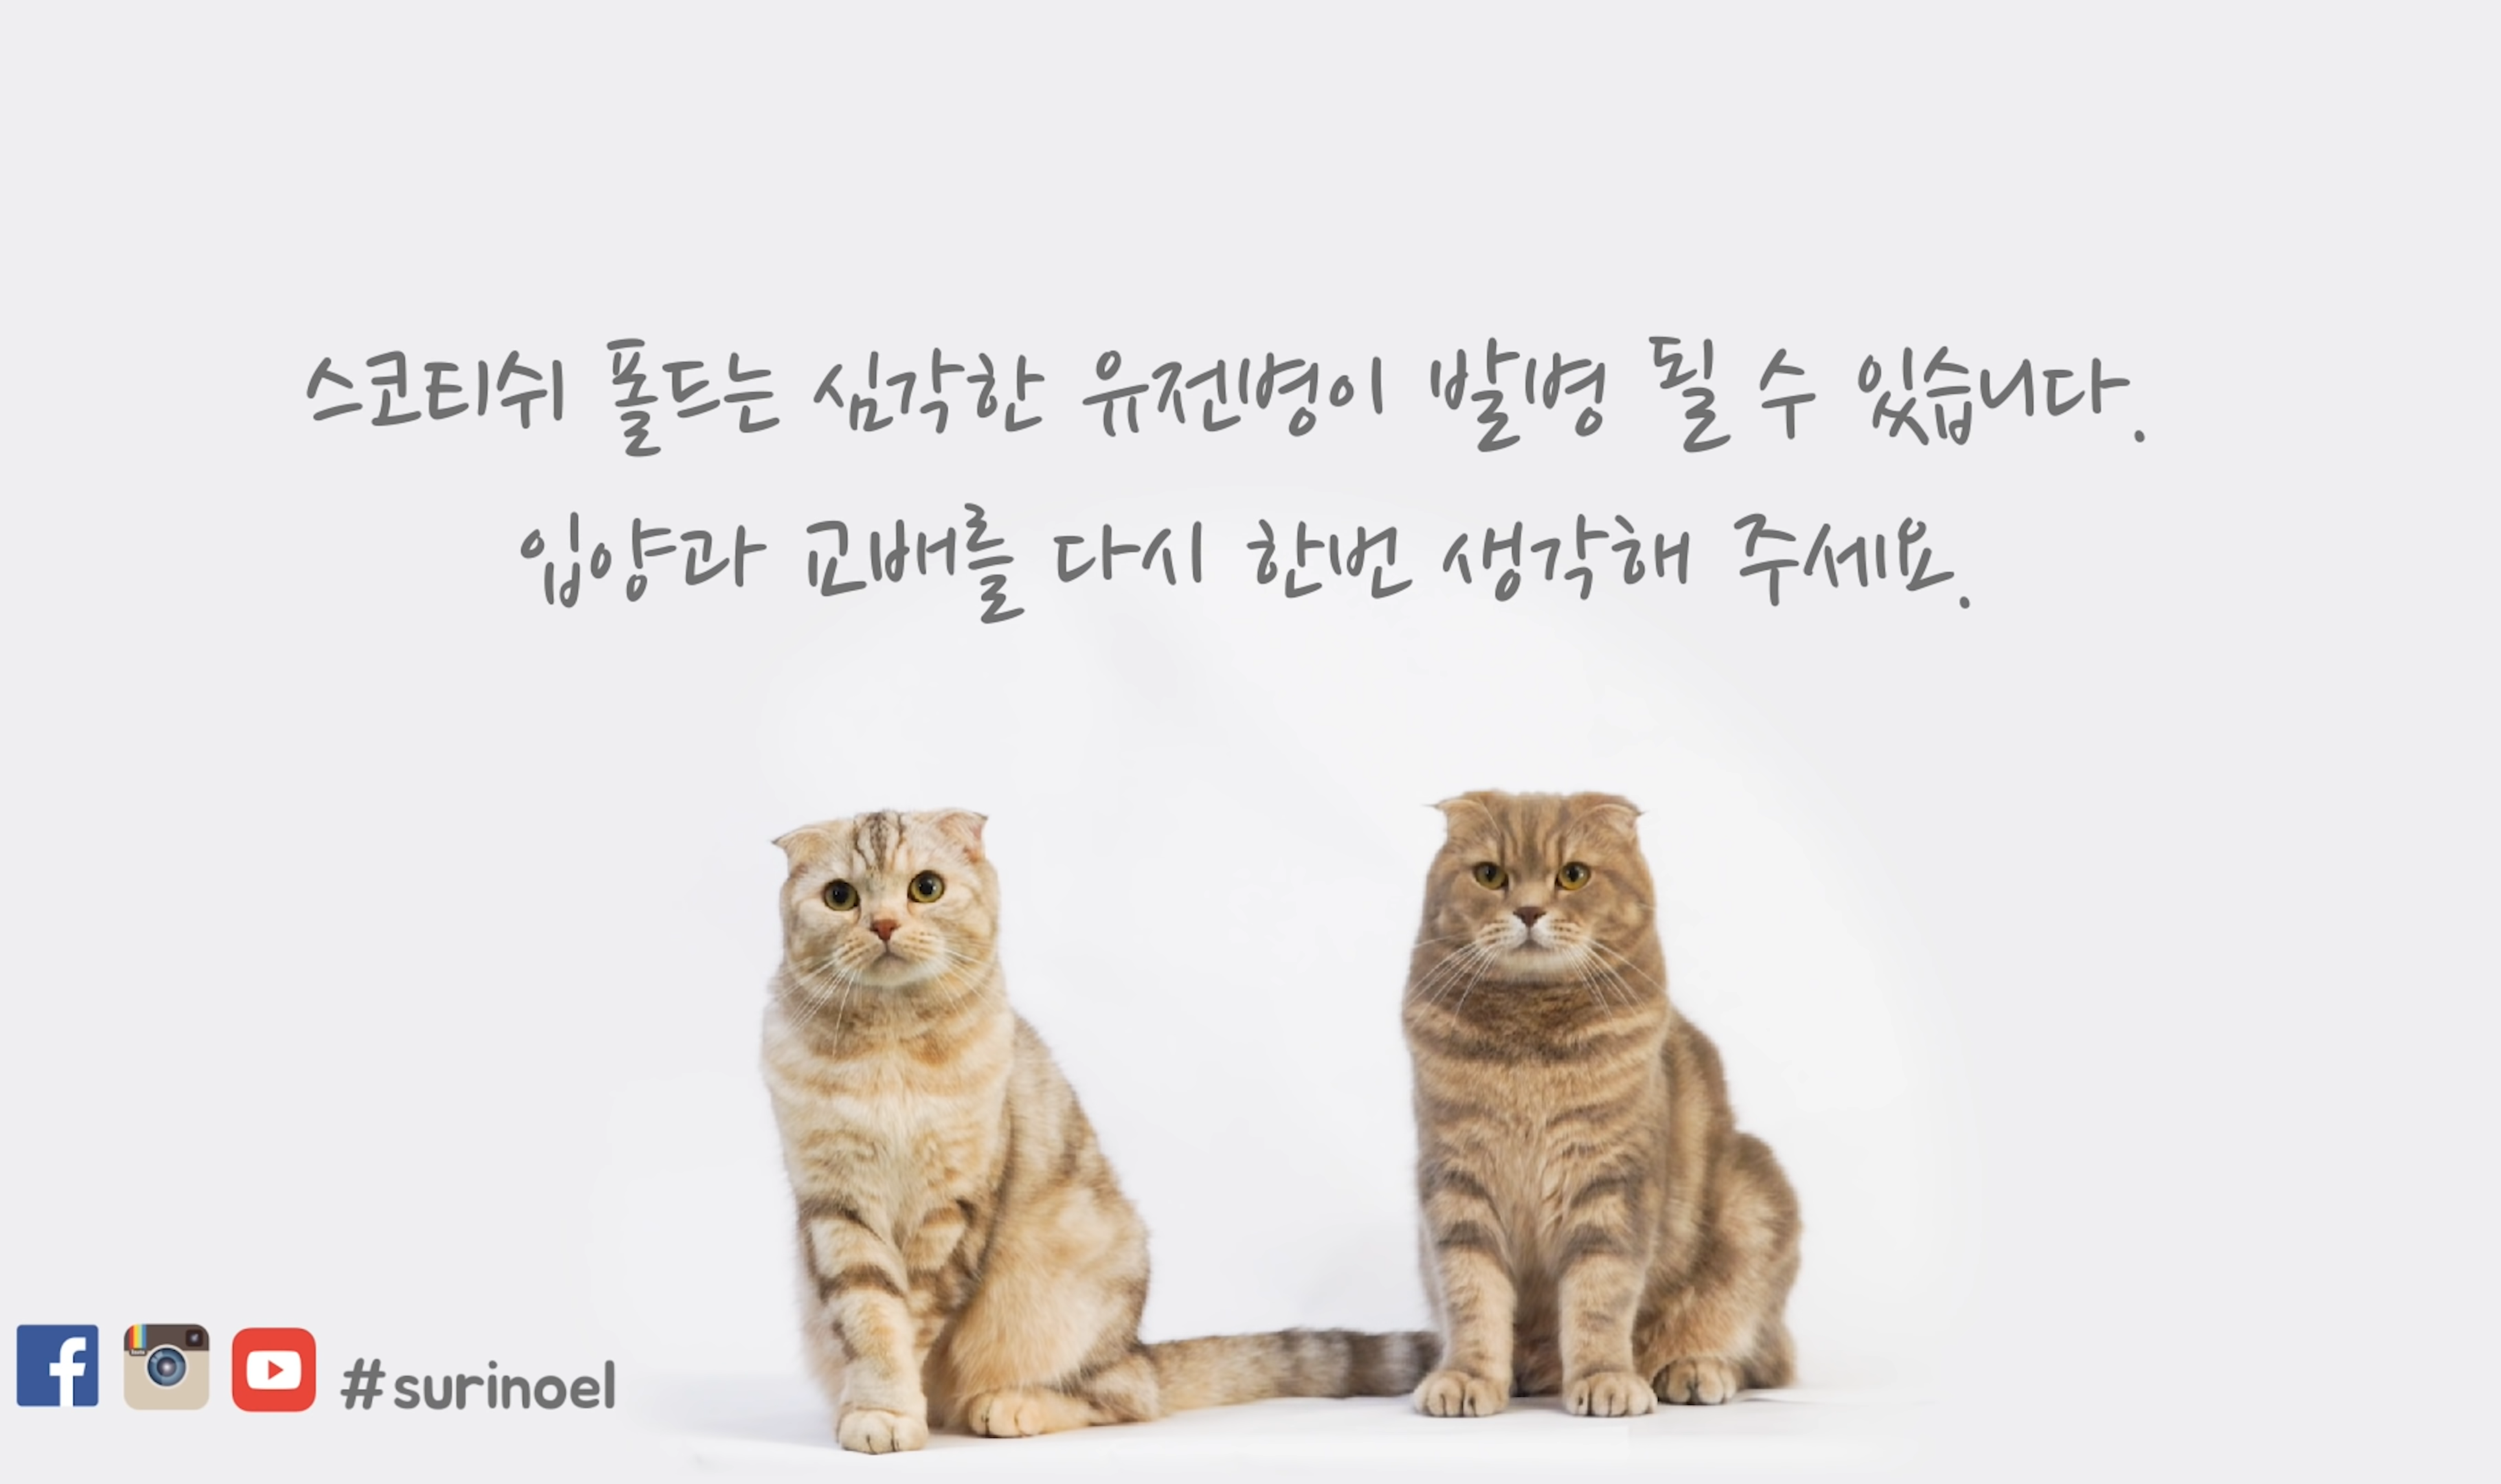 스코티쉬 폴드는 심각한 유전병이 발병 될 수 있습니다.
입양과 교배를 다시 한번 생각해 주세요.
#surinoel